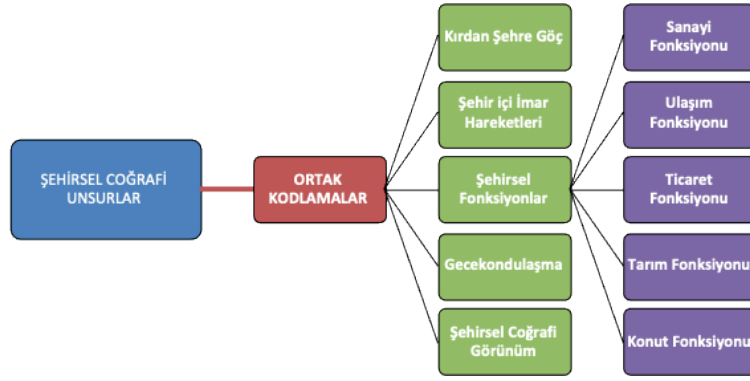 ŞEHİRSEL COĞRAFİ
UNSURLAR
ORTAK
KODLAMALAR
Kırdan Şehre Göç
Şehir içi İmar
Hareketleri
Şehirsel
Fonksiyonlar
Gecekondulaşma
Şehirsel Coğrafi
Görünüm
Sanayi
Fonksiyonu
Ulaşım
Fonksiyonu
Ticaret
Fonksiyonu
Tarım Fonksiyonu
Konut Fonksiyonu